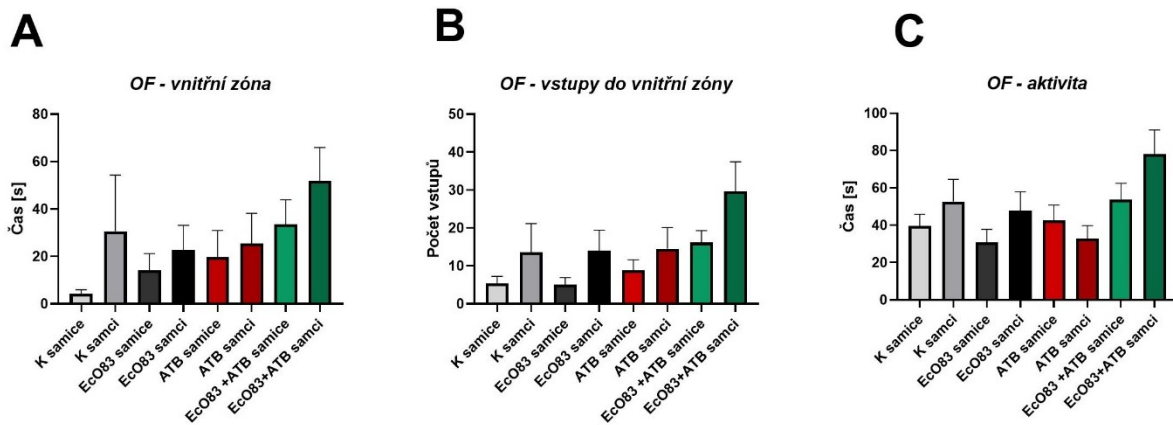 A
OF - vnitřní zóna
Čas [s]
80
60
40
20
0
K samice
K samci
EcO83 samice
EcO83 samci
ATB samice
ATB samci
EcO83 +ATB samice
EcO83+ATB samci
B
OF - vstupy do vnitřní zóny
Počet vstupů
50
40
30
20
10
0
K samice
K samci
EcO83 samice
EcO83 samci
ATB samice
ATB samci
EcO83 +ATB samice
EcO83+ATB samci
C
OF - aktivita
Čas [s]
100
80
60
40
20
0
K samice
K samci
EcO83 samice
EcO83 samci
ATB samice
ATB samci
EcO83 +ATB samice
EcO83+ATB samci